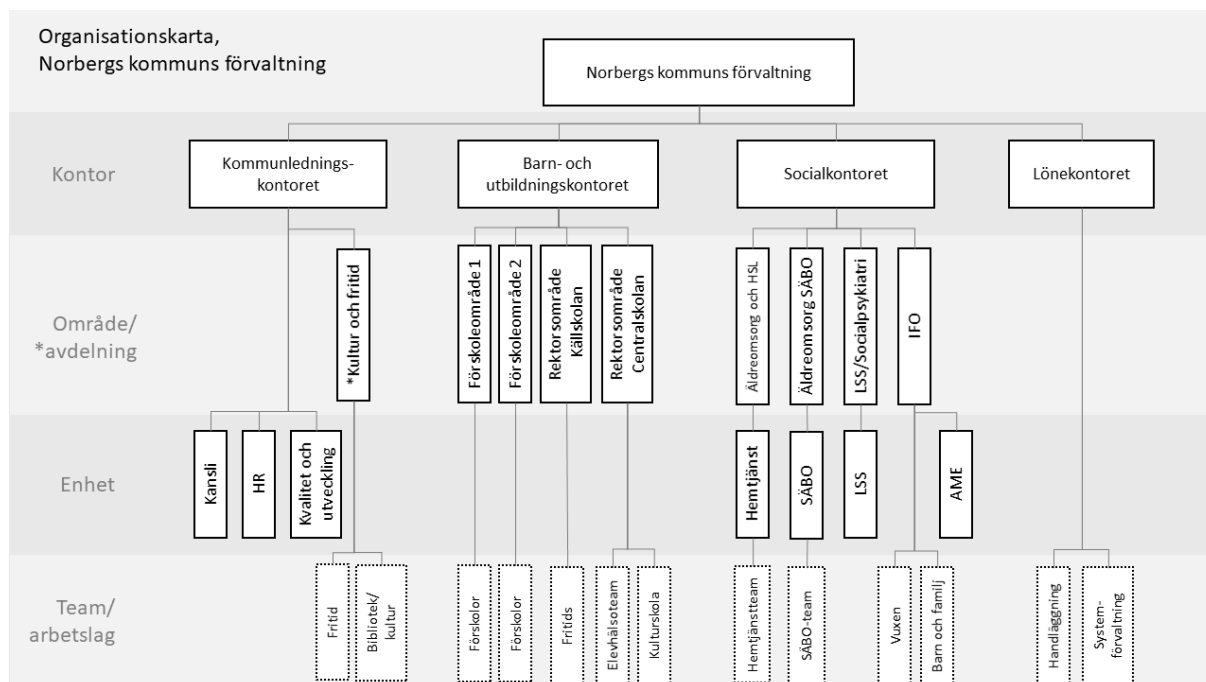 Organisationskarta,
Norbergs kommuns förvaltning
Norbergs kommuns förvaltning
Kontor
Kommunlednings-
kontoret
Barn- och
utbildningskontoret
Socialkontoret
Lönekontoret
Område/
*avdelning
*Kultur och fritid
Förskoleområde 1
Förskoleområde 2
Rektorsområde
Källskolan
Rektorsområde
Centralskolan
Äldreomsorg och HSL
Äldreomsorg SÄBO
LSS/Socialpsykiatri
IFO
Enhet
Kansli
HR
Kvalitet och
utveckling
Hemtjänst
SÄBO
LSS
AME
Team/
arbetslag
Fritid
Bibliotek/
kultur
Förskolor
Förskolor
Fritids
Elevhälsoteam
Kulturskola
Hemtjänstteam
SÄBO-team
Vuxen
Barn och familj
Handläggning
System-
förvaltning